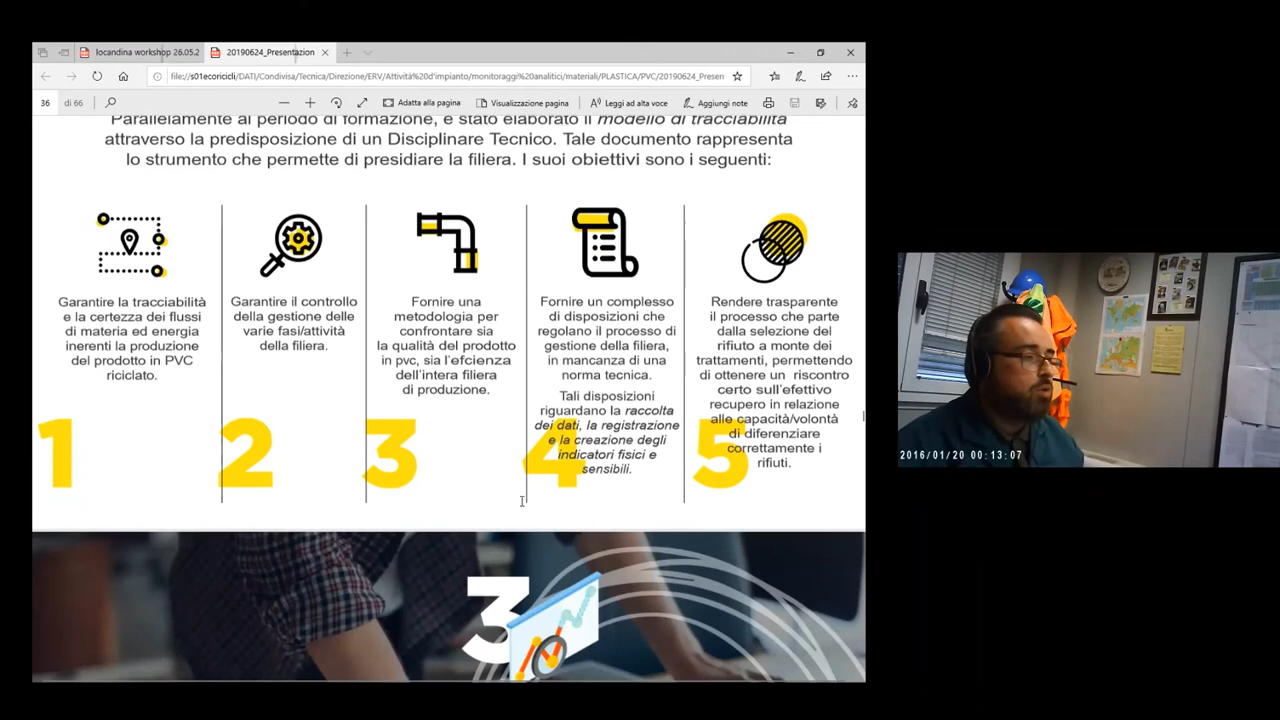 locandina workshop 26.05.2
20190624_Presentazion
file://s01ecoricicli/DATI/Condivisa/Tecnica/Direzione/ERV/Attività%20d'impianto/monitoraggi%20analitici/materiali/PLASTICA/PVC/20190624_Presen
36 di 66
Adatta alla pagina
Visualizzazione pagina
Leggi ad alta voce
Aggiungi note
Parallelamente al periodo di formazione, è stato elaborato il modello di tracciabilità
attraverso la predisposizione di un Disciplinare Tecnico. Tale documento rappresenta
lo strumento che permette di presidiare la filiera. I suoi obiettivi sono i seguenti:
Garantire la tracciabilità
e la certezza dei flussi
di materia ed energia
inerenti la produzione
del prodotto in PVC
riciclato.
1
Garantire il controllo
della gestione delle
varie fasi/attività
della filiera.
2
Fornire una
metodologia per
confrontare sia
la qualità del prodotto
in pvc, sia l'efcienza
dell'intera filiera
di produzione.
3
Fornire un complesso
di disposizioni che
regolano il processo di
gestione della filiera,
in mancanza di una
norma tecnica.
Tali disposizioni
riguardano la raccolta
dei dati, la registrazione
e la creazione degli
indicatori fisici e
sensibili.
4
Rendere trasparente
il processo che parte
dalla selezione del
rifiuto a monte dei
trattamenti, permettendo
di ottenere un riscontro
certo sull'efettivo
recupero in relazione
alle capacità/volontà
di diferenziare
correttamente i
rifiuti.
5
3
2016/01/20 00:13:07